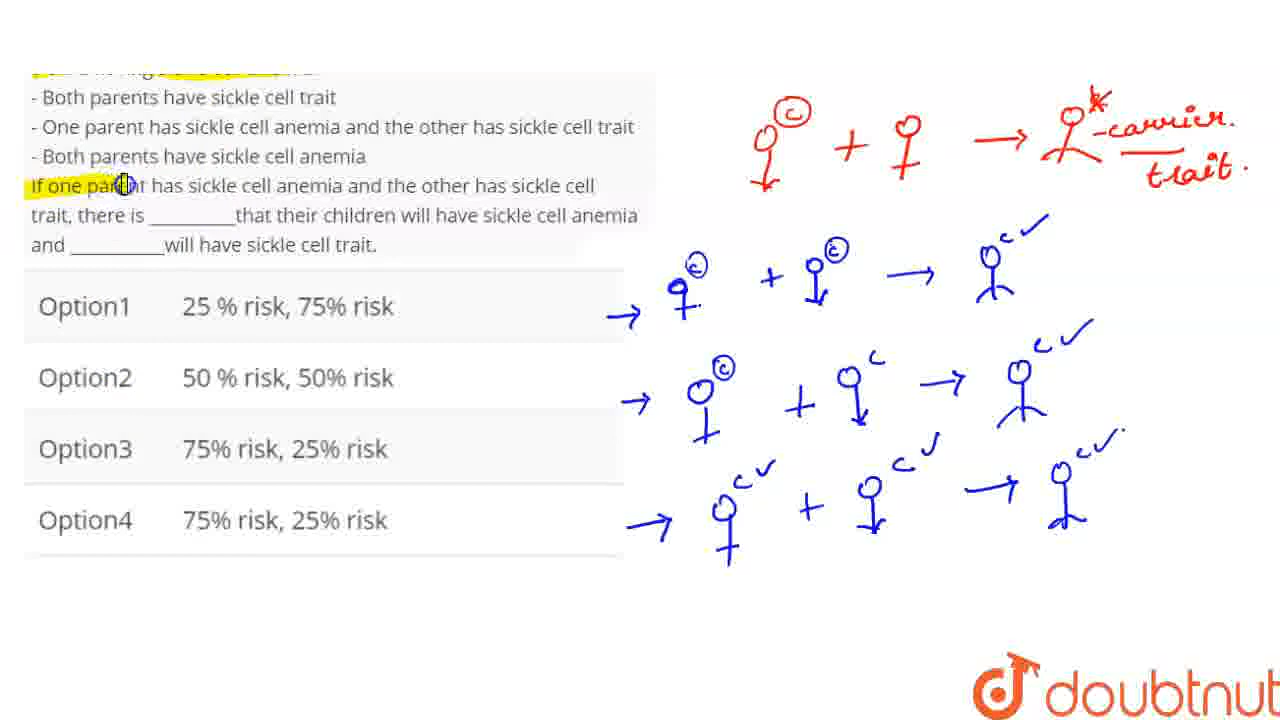 - Both parents have sickle cell trait
- One parent has sickle cell anemia and the other has sickle cell trait
- Both parents have sickle cell anemia
If one parent has sickle cell anemia and the other has sickle cell
trait, there is __________that their children will have sickle cell anemia
and ___________will have sickle cell trait.
Option1 25 % risk, 75% risk
Option2 50 % risk, 50% risk
Option3 75% risk, 25% risk
Option4 75% risk, 25% risk
c + → -carrier.
trait.
→ c + c → c ✓
→ c + c → c ✓
→ c ✓ + c ✓ → c ✓
doubtnut